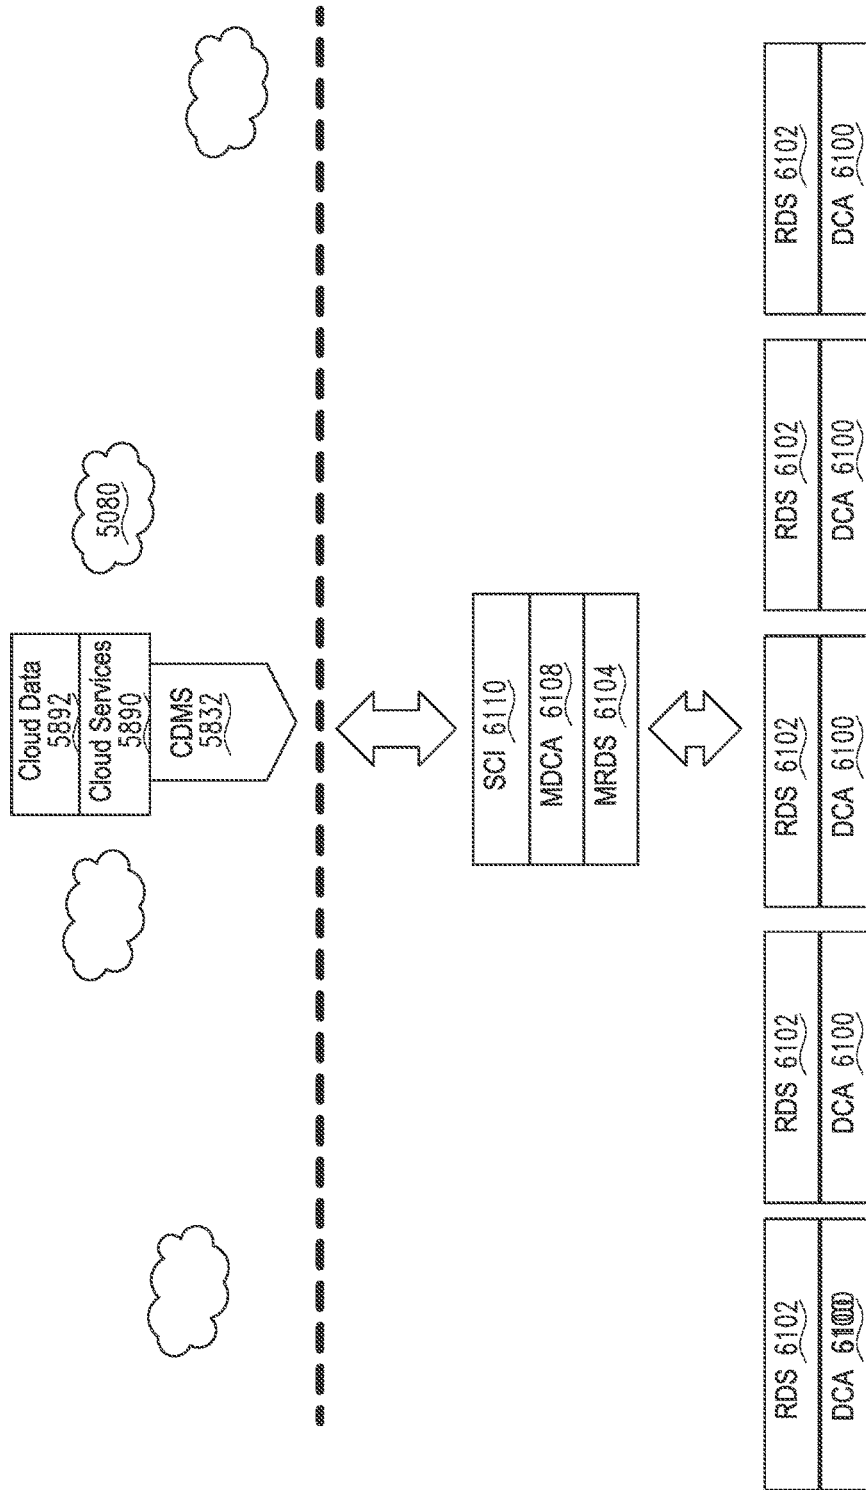 Cloud Data
5892
Cloud Services
5890
CDMS
5832
5080
SCI 6110
MDCA 6108
MRDS 6104
RDS 6102
DCA
RDS 6102
DCA 6100
RDS 6102
DCA 6100
RDS 6102
DCA 6100
RDS 6102
DCA 6100